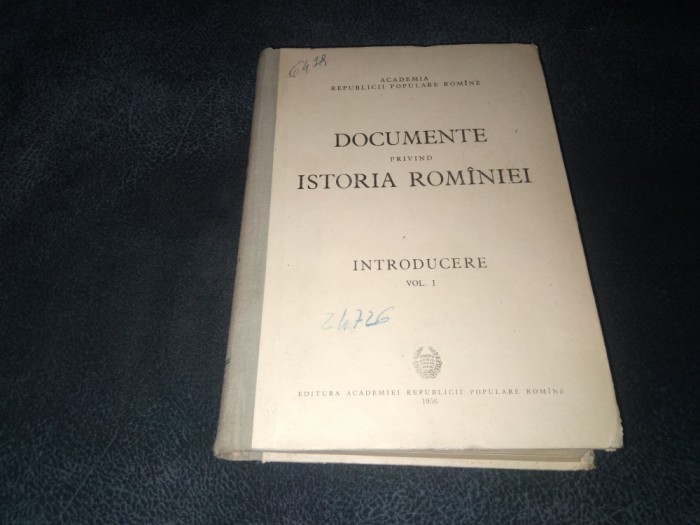 6478
ACADEMIA
REPUBLICII POPULARE ROMÎNE
DOCUMENTE
PRIVIND
ISTORIA ROMÎNIEI
INTRODUCERE
VOL. I
24726
EDITURA ACADEMIEI REPUBLICII POPULARE ROMÎNE
1956